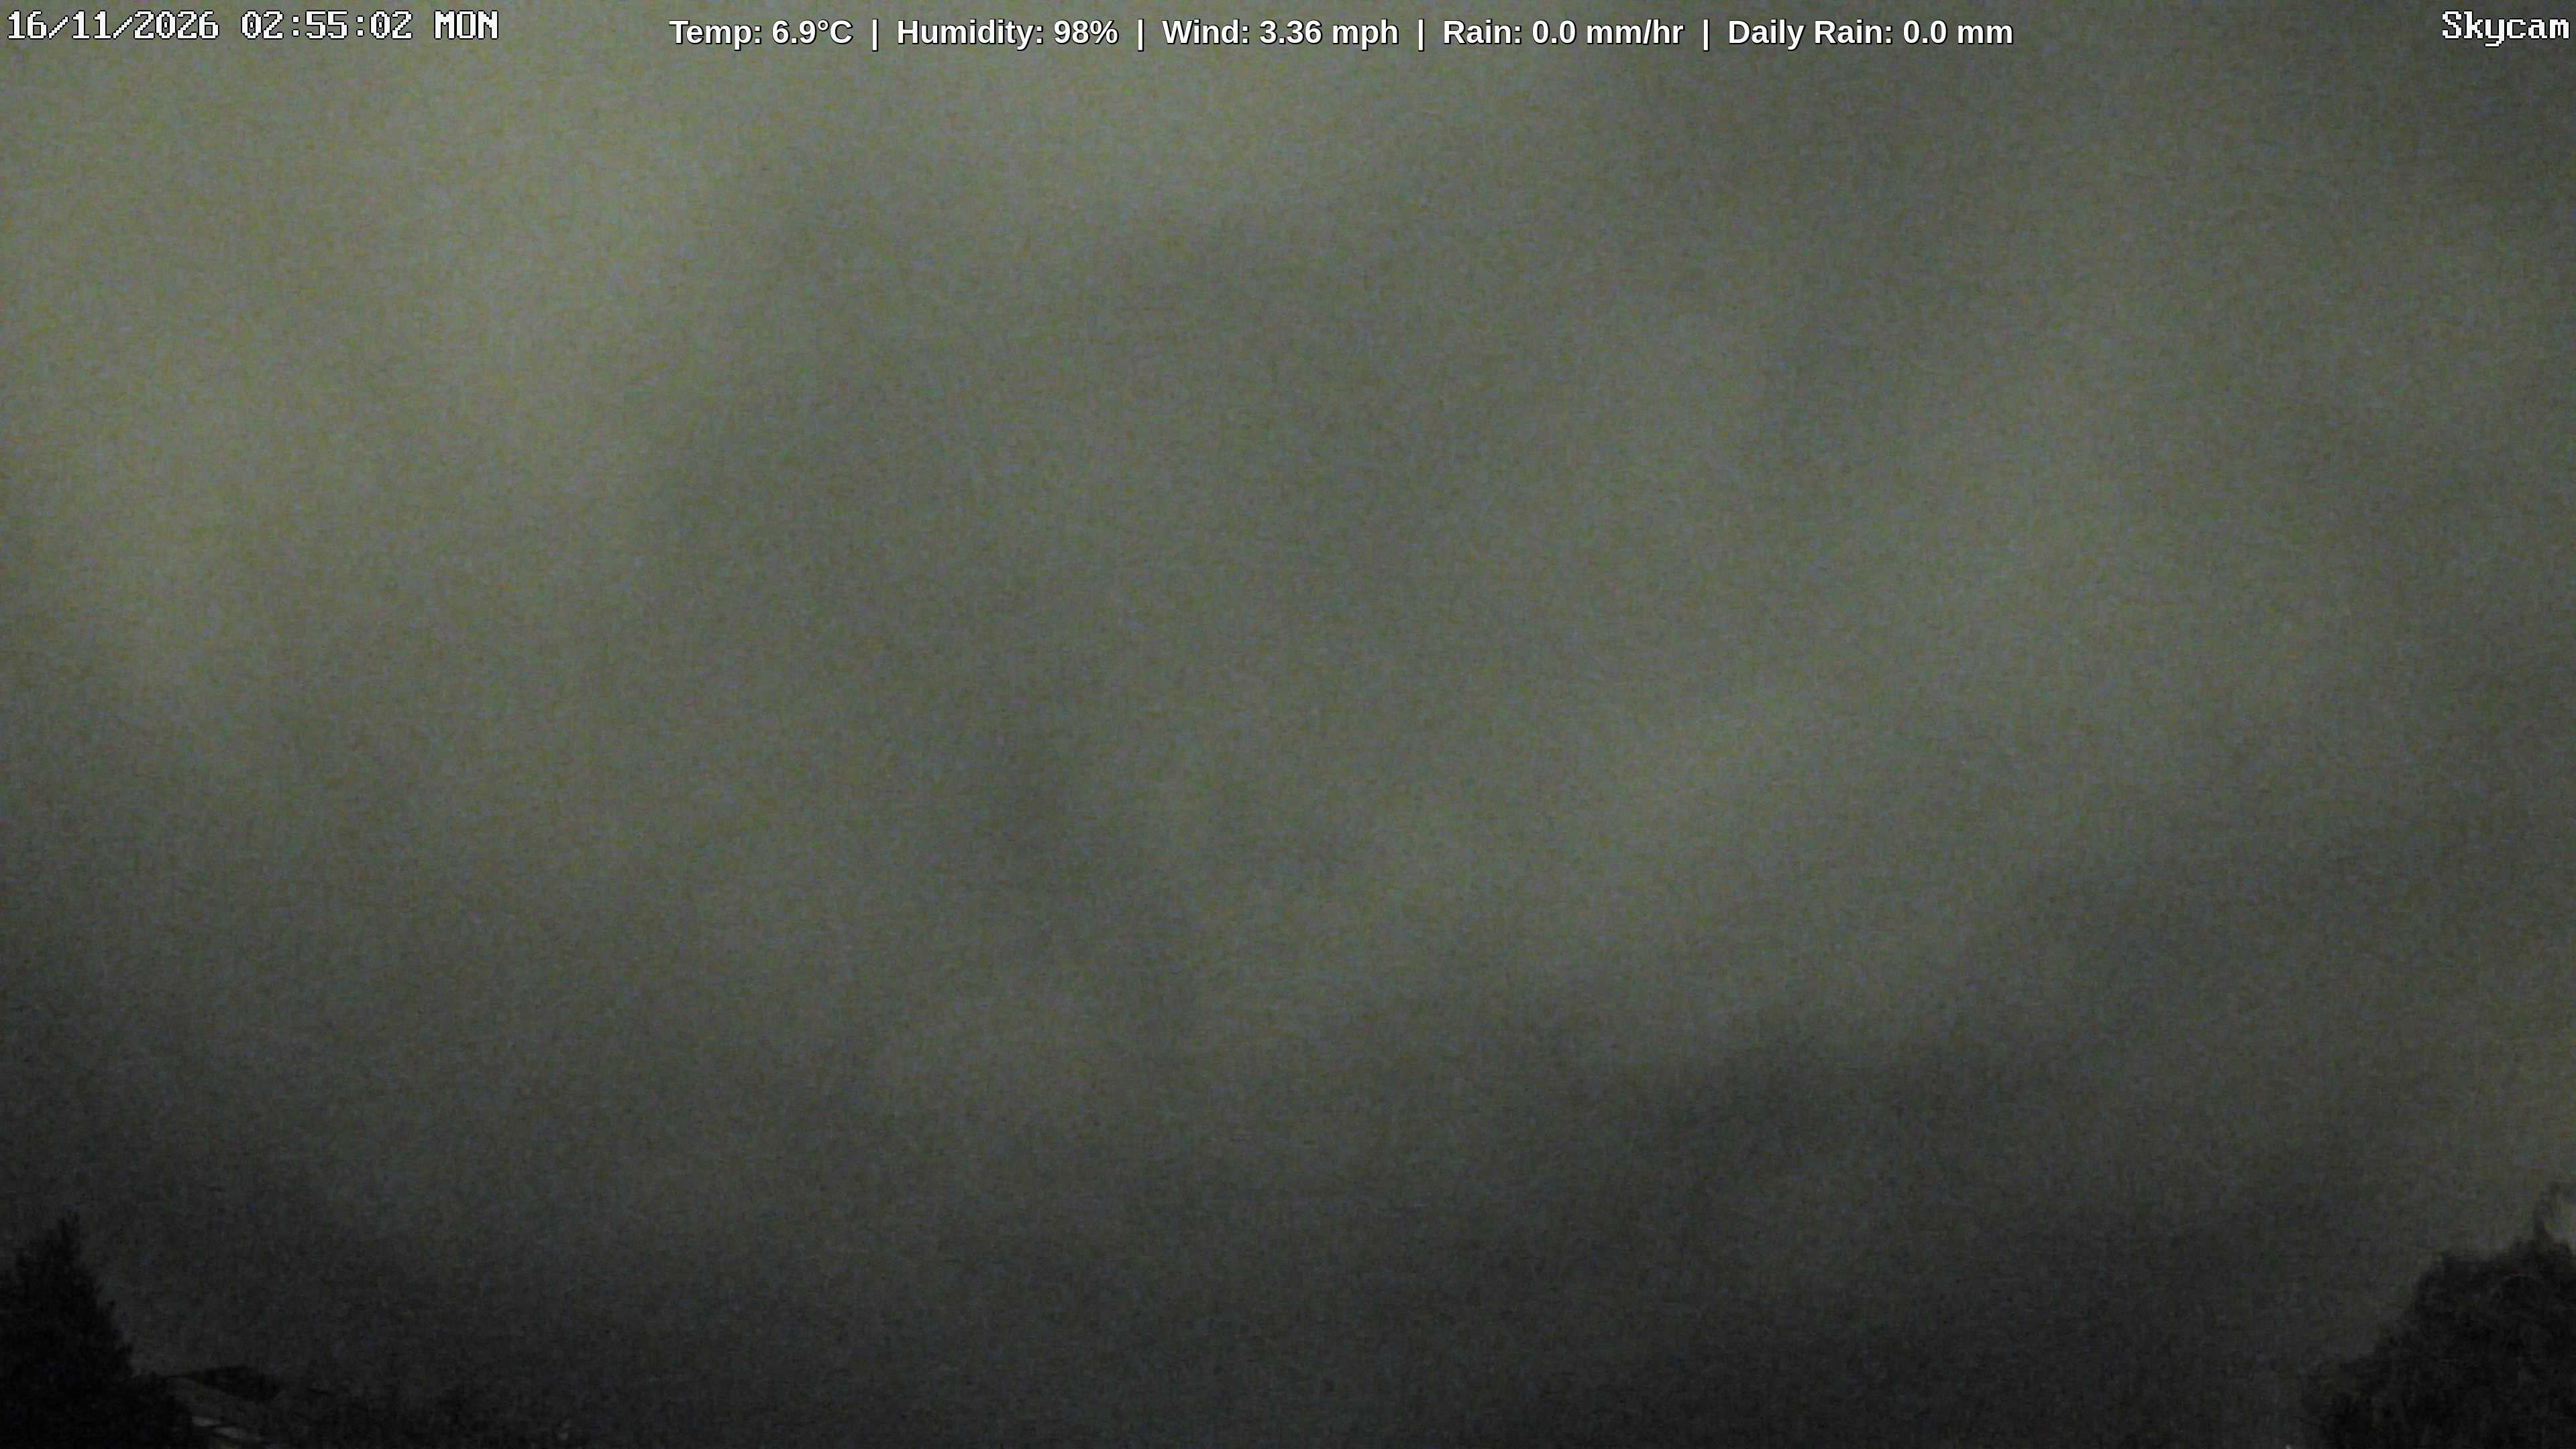 16/11/2026 02:55:02 MON
Temp: 6.9°C | Humidity: 98% | Wind: 3.36 mph | Rain: 0.0 mm/hr | Daily Rain: 0.0 mm
Skycam